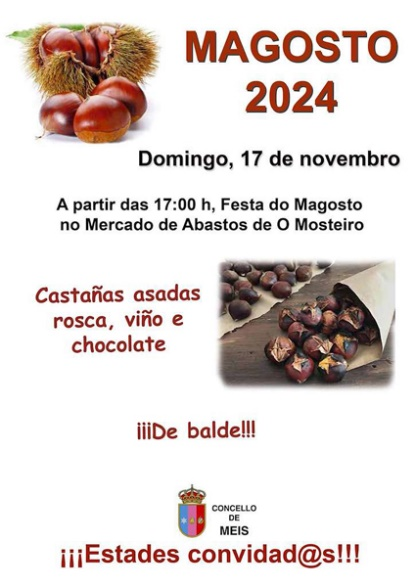 MAGOSTO
2024
Domingo, 17 de novembro
A partir das 17:00 h, Festa do Magosto
no Mercado de Abastos de O Mosteiro
Castañas asadas
rosca, viño e
chocolate
¡¡¡De balde!!!
CONCELLO
DE
MEIS
¡¡¡Estades convidad@s!!!